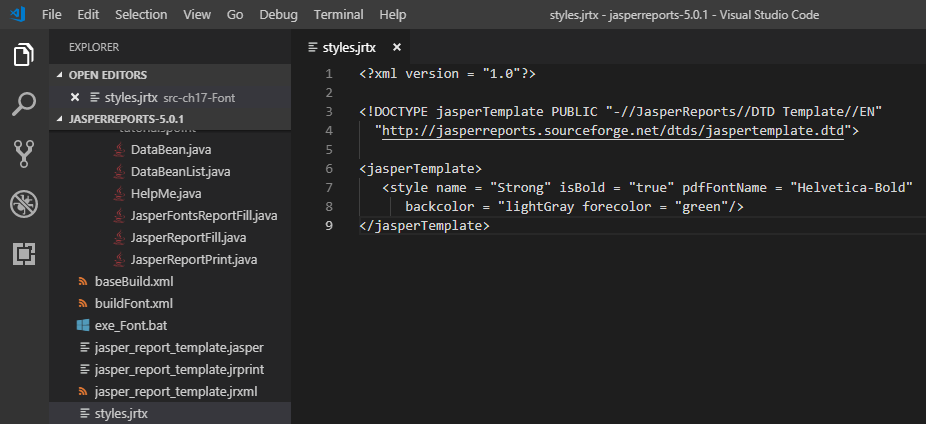 File Edit Selection View Go Debug Terminal Help styles.jrtx - jasperreports-5.0.1 - Visual Studio Code
EXPLORER
OPEN EDITORS
styles.jrtx src-ch17-Font
JASPERREPORTS-5.0.1
tutorialspoint
DataBean.java
DataBeanList.java
HelpMe.java
JasperFontsReportFill.java
JasperReportFill.java
JasperReportPrint.java
baseBuild.xml
buildFont.xml
exe_Font.bat
jasper_report_template.jasper
jasper_report_template.jrprint
jasper_report_template.jrxml
styles.jrtx
styles.jrtx
1 <?xml version = "1.0"?>
2
3 <!DOCTYPE jasperTemplate PUBLIC "-//JasperReports//DTD Template//EN"
4 "http://jasperreports.sourceforge.net/dtds/jaspertemplate.dtd">
5
6 <jasperTemplate>
7 <style name = "Strong" isBold = "true" pdfFontName = "Helvetica-Bold"
8 backcolor = "lightGray forecolor = "green"/>
9 </jasperTemplate>